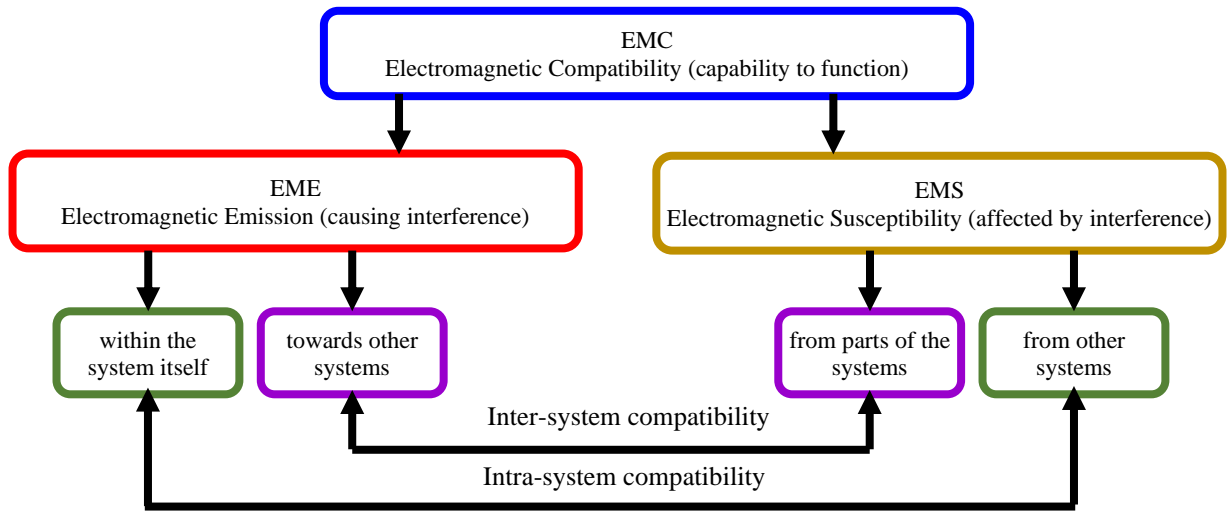 EMC
Electromagnetic Compatibility (capability to function)
EME
Electromagnetic Emission (causing interference)
EMS
Electromagnetic Susceptibility (affected by interference)
within the
system itself
towards other
systems
from parts of the
systems
from other
systems
Inter-system compatibility
Intra-system compatibility